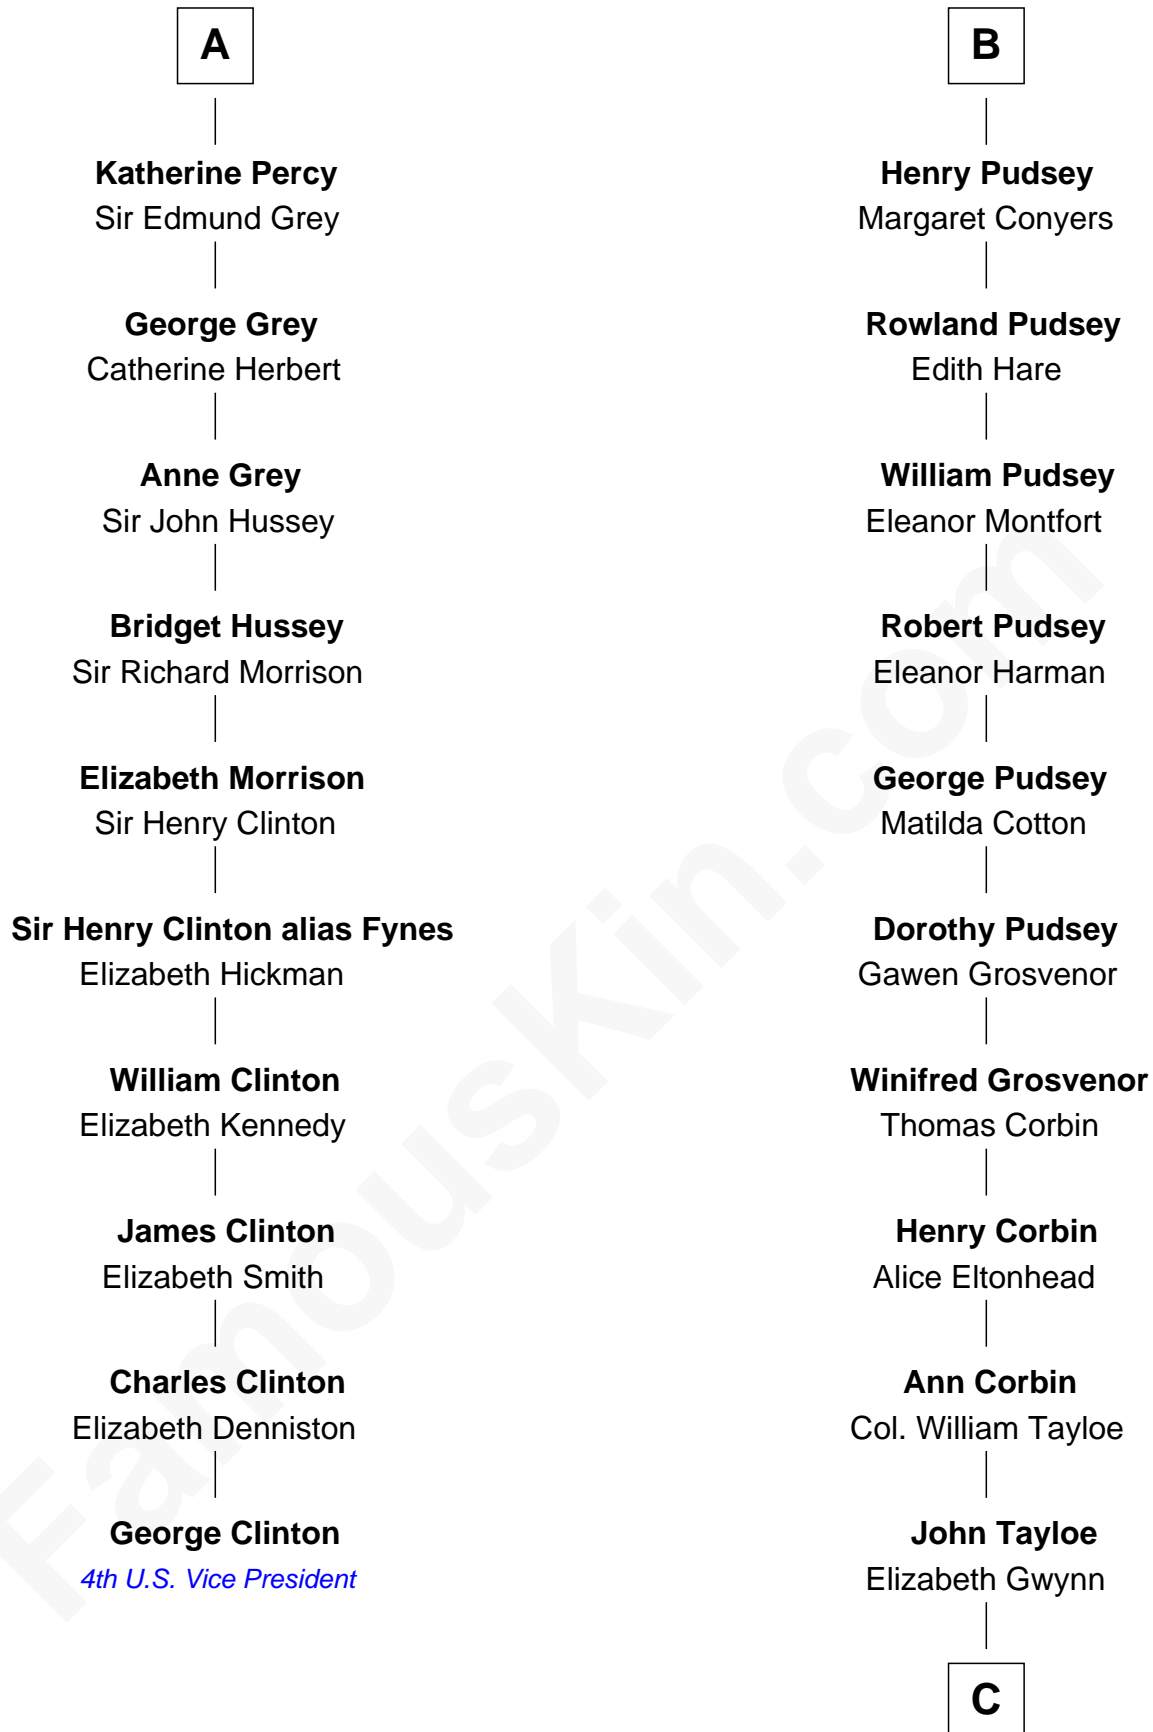 A
Katherine Percy
Sir Edmund Grey
George Grey
Catherine Herbert
Anne Grey
Sir John Hussey
Bridget Hussey
Sir Richard Morrison
Elizabeth Morrison
Sir Henry Clinton
Sir Henry Clinton alias Fynes
Elizabeth Hickman
William Clinton
Elizabeth Kennedy
James Clinton
Elizabeth Smith
Charles Clinton
Elizabeth Denniston
George Clinton
4th U.S. Vice President
B
Henry Pudsey
Margaret Conyers
Rowland Pudsey
Edith Hare
William Pudsey
Eleanor Montfort
Robert Pudsey
Eleanor Harman
George Pudsey
Matilda Cotton
Dorothy Pudsey
Gawen Grosvenor
Winifred Grosvenor
Thomas Corbin
Henry Corbin
Alice Eltonhead
Ann Corbin
Col. William Tayloe
John Tayloe
Elizabeth Gwynn
C
FamousKin.com